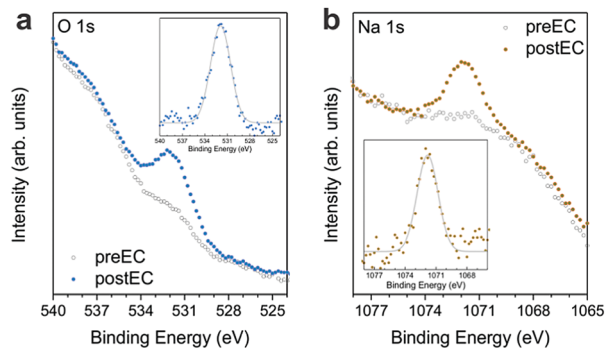 a
O 1s
Intensity (arb. units)
540 537 534 531 528 525
Binding Energy (eV)
preEC
postEC
540 537 534 531 528 525
Binding Energy (eV)
b
Na 1s
preEC
postEC
Intensity (arb. units)
1077 1074 1071 1068
Binding Energy (eV)
1077 1074 1071 1068 1065
Binding Energy (eV)